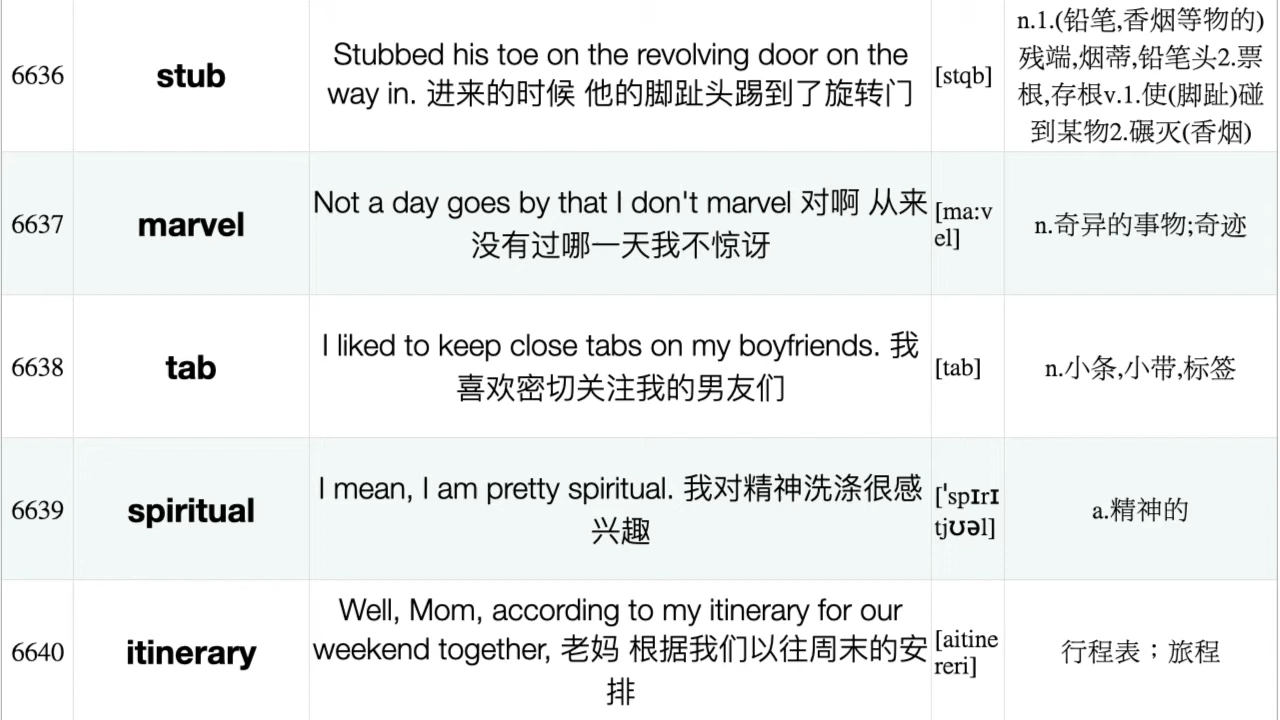 6636
stub
Stubbed his toe on the revolving door on the
way in. 进来的时候 他的脚趾头踢到了旋转门
[stqb]
n.1.(铅笔,香烟等物的)
残端,烟蒂,铅笔头2.票
根,存根v.1.使(脚趾)碰
到某物2.碾灭(香烟)
6637
marvel
Not a day goes by that I don't marvel 对啊 从来
没有过哪一天我不惊讶
[ma:v
el]
n.奇异的事物;奇迹
6638
tab
I liked to keep close tabs on my boyfriends. 我
喜欢密切关注我的男友们
[tab]
n.小条,小带,标签
6639
spiritual
I mean, I am pretty spiritual. 我对精神洗涤很感
兴趣
[ˈspɪrɪ
tjʊəl]
a.精神的
6640
itinerary
Well, Mom, according to my itinerary for our
weekend together, 老妈 根据我们以往周末的安
排
[aitine
reri]
行程表；旅程